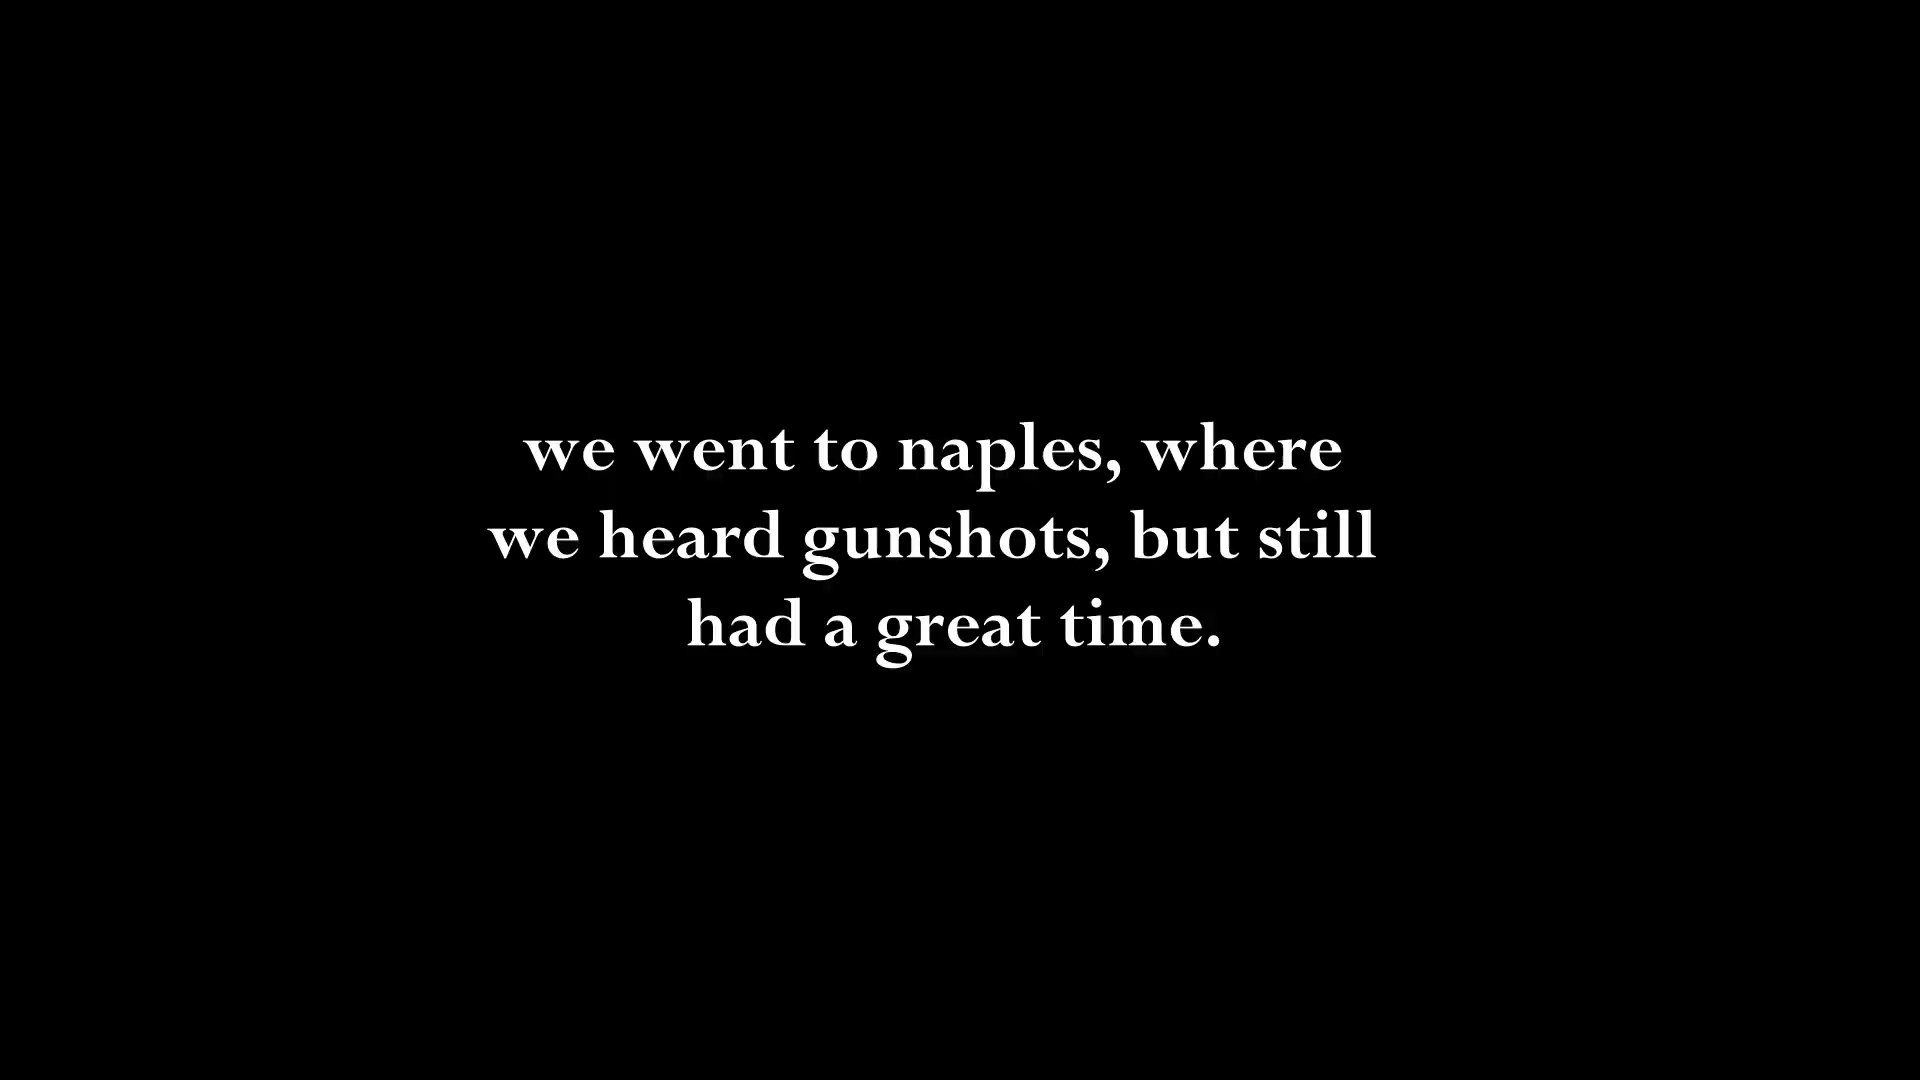 we went to naples, where
we heard gunshots, but still
had a great time.